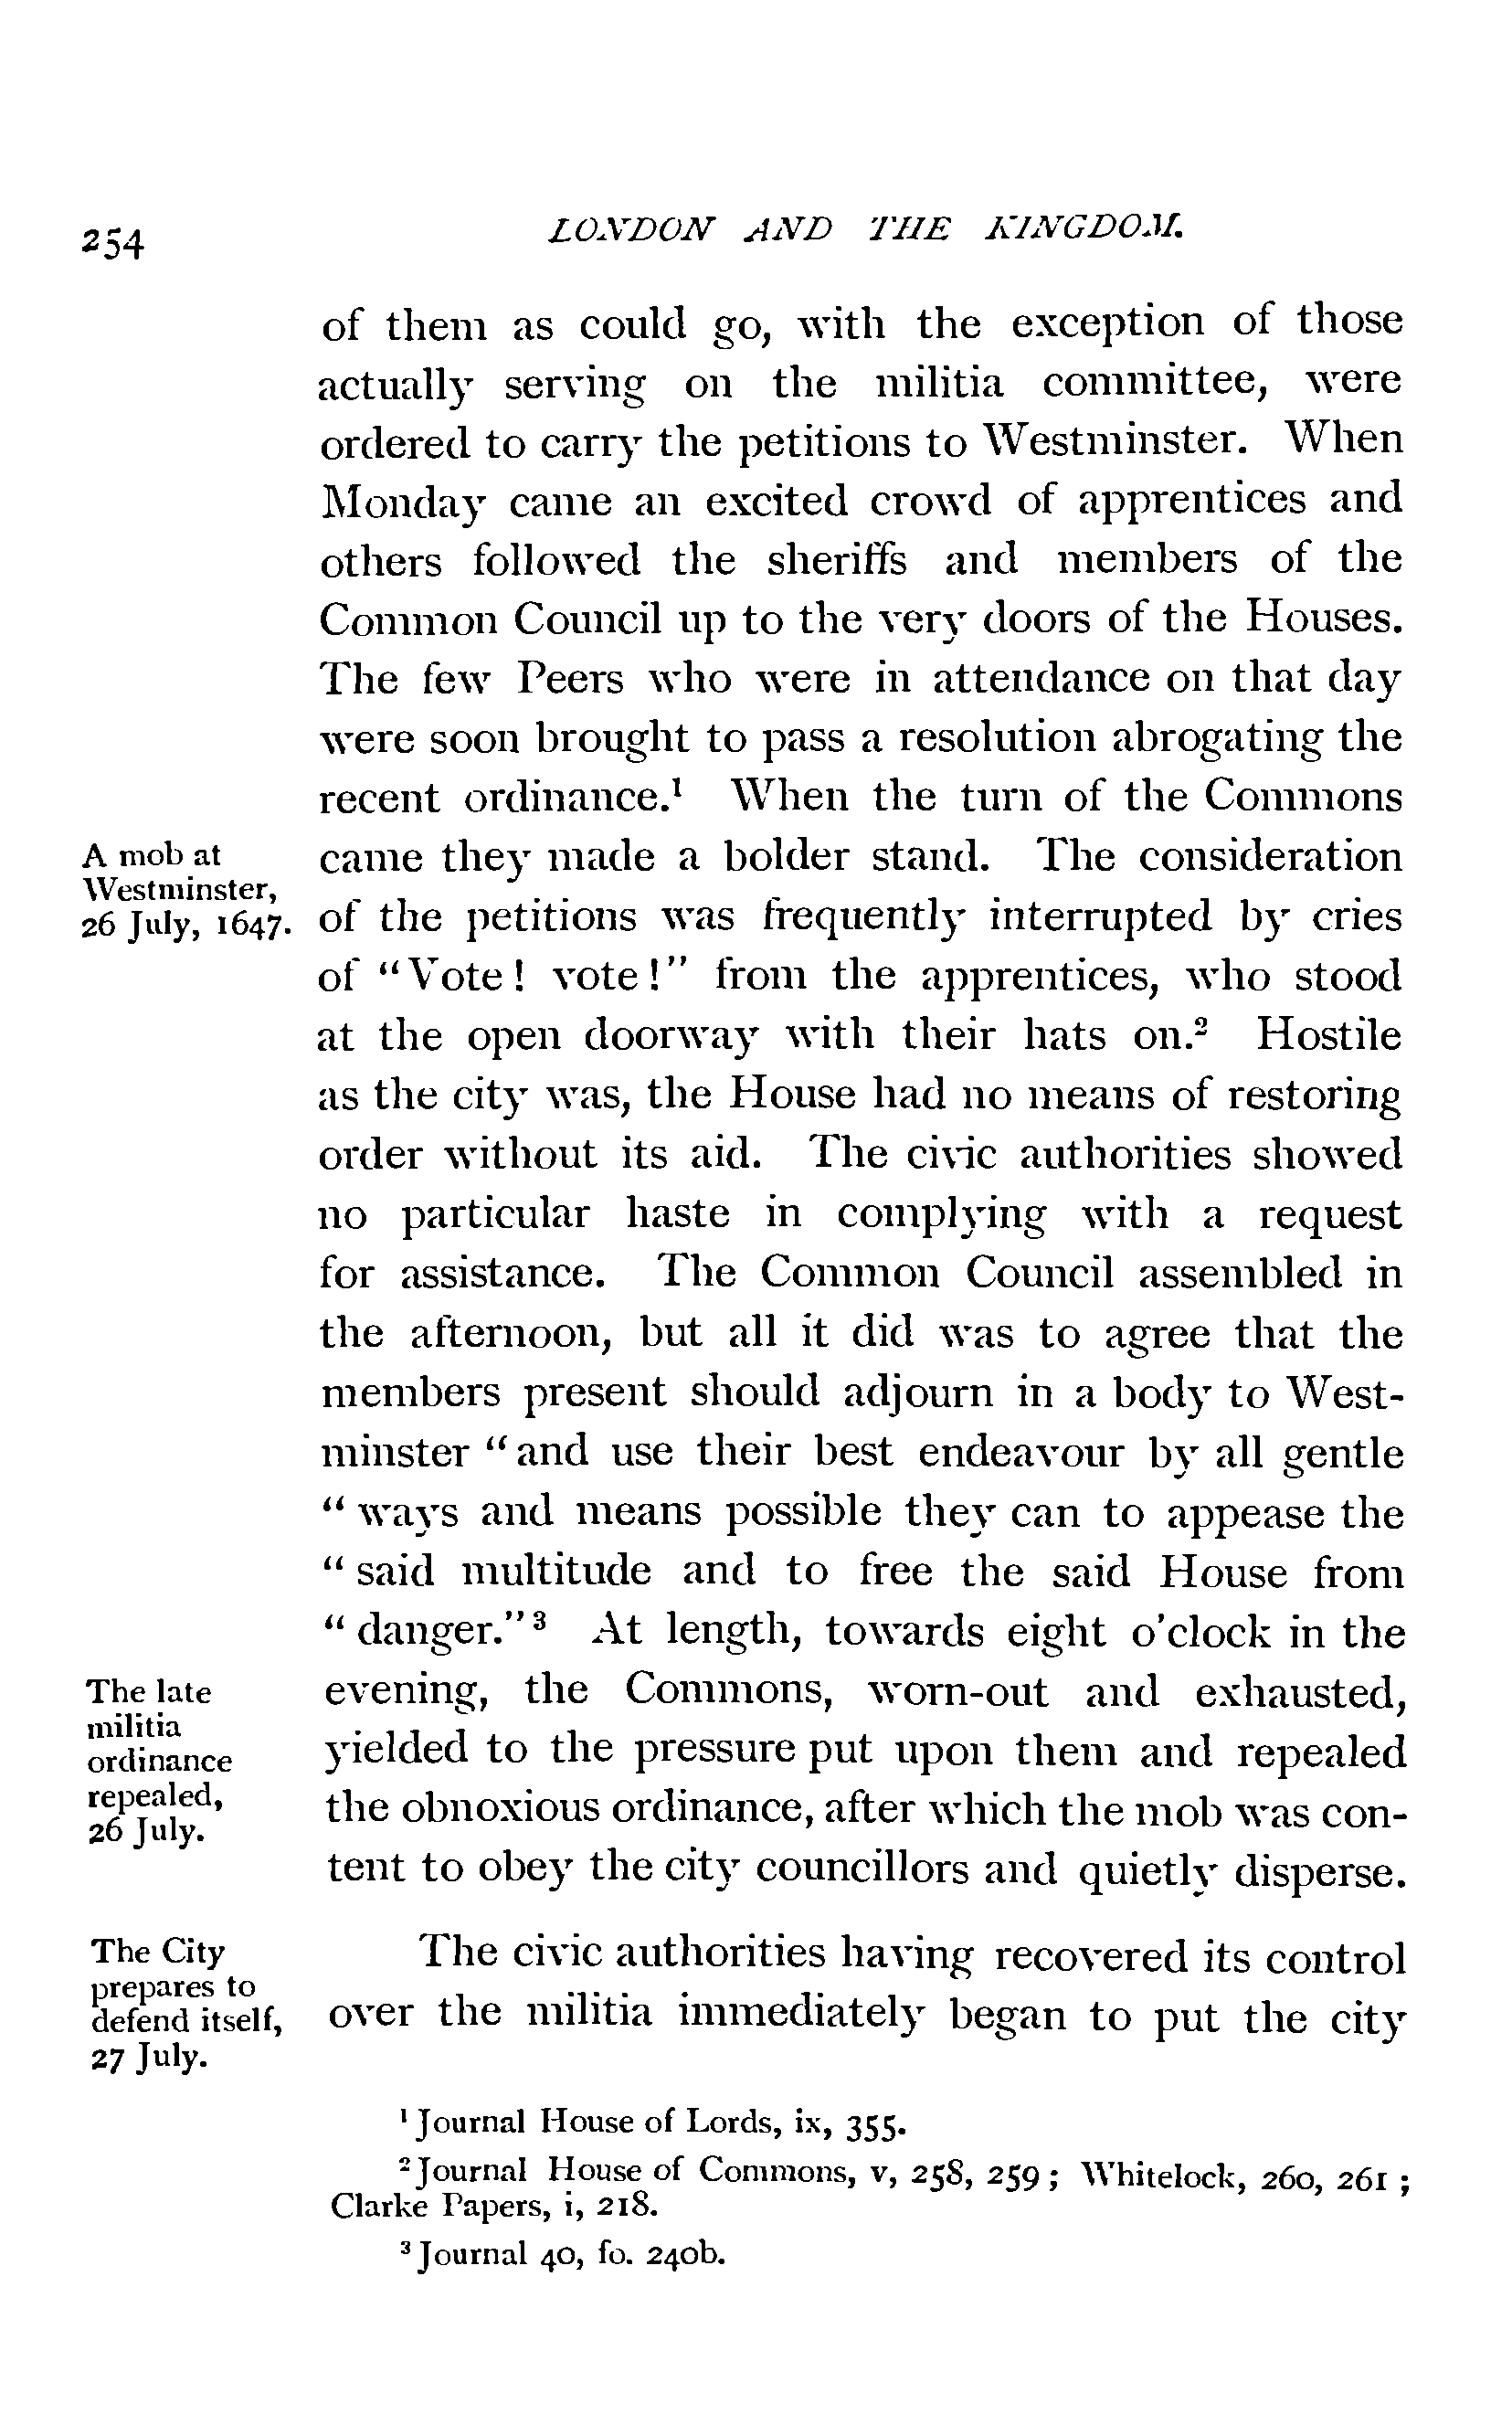 254
LONDON AND THE KINGDOM.
of them as could go, with the exception of those
actually serving on the militia committee, were
ordered to carry the petitions to Westminster. When
Monday came an excited crowd of apprentices and
others followed the sheriffs and members of the
Common Council up to the very doors of the Houses.
The few Peers who were in attendance on that day
were soon brought to pass a resolution abrogating the
recent ordinance.¹ When the turn of the Commons
A mob at
Westminster,
26 July, 1647.
came they made a bolder stand. The consideration
of the petitions was frequently interrupted by cries
of "Vote! vote!" from the apprentices, who stood
at the open doorway with their hats on.² Hostile
as the city was, the House had no means of restoring
order without its aid. The civic authorities showed
no particular haste in complying with a request
for assistance. The Common Council assembled in
the afternoon, but all it did was to agree that the
members present should adjourn in a body to West-
minster "and use their best endeavour by all gentle
"ways and means possible they can to appease the
"said multitude and to free the said House from
"danger."³ At length, towards eight o'clock in the
The late
militia
ordinance
repealed,
26 July.
evening, the Commons, worn-out and exhausted,
yielded to the pressure put upon them and repealed
the obnoxious ordinance, after which the mob was con-
tent to obey the city councillors and quietly disperse.
The City
prepares to
defend itself,
27 July.
The civic authorities having recovered its control
over the militia immediately began to put the city
¹ Journal House of Lords, ix, 355.
² Journal House of Commons, v, 258, 259; Whitelock, 260, 261;
Clarke Papers, i, 218.
³ Journal 40, fo. 240b.